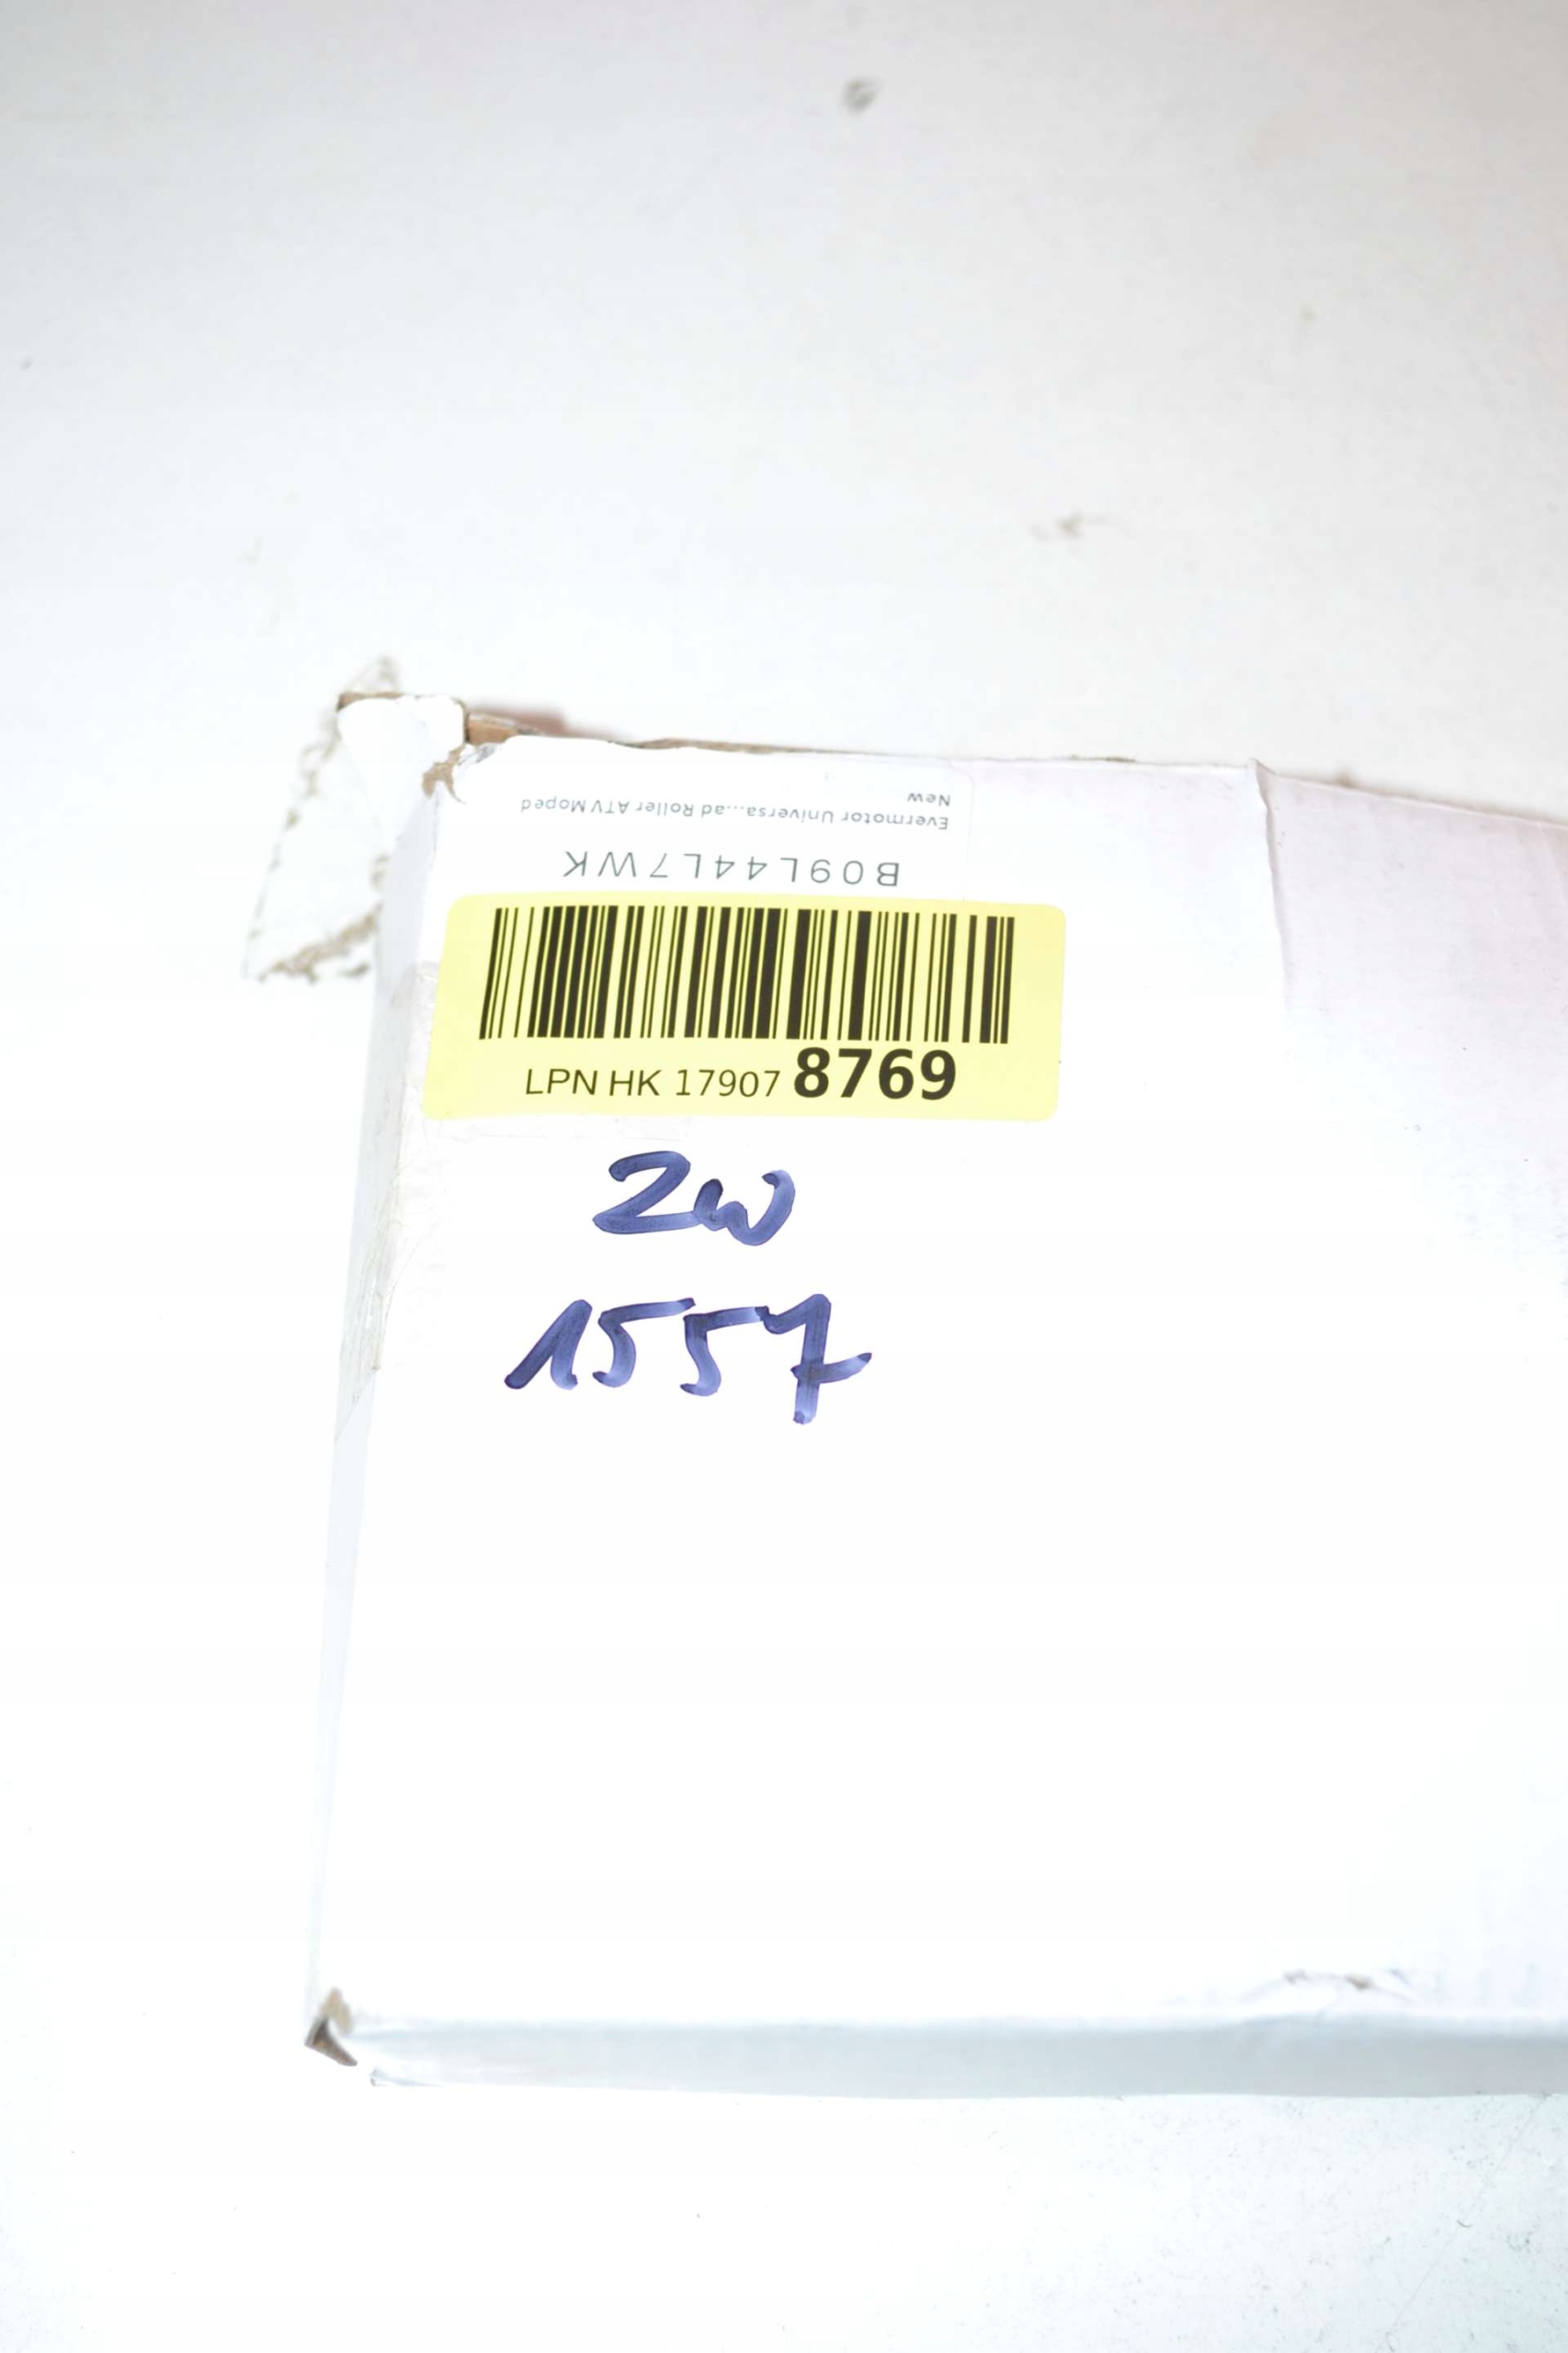 New
Evermotor Universa...ad Roller ATV Moped
B09L44L7WK
LPN HK 17907 8769
ZW
1557